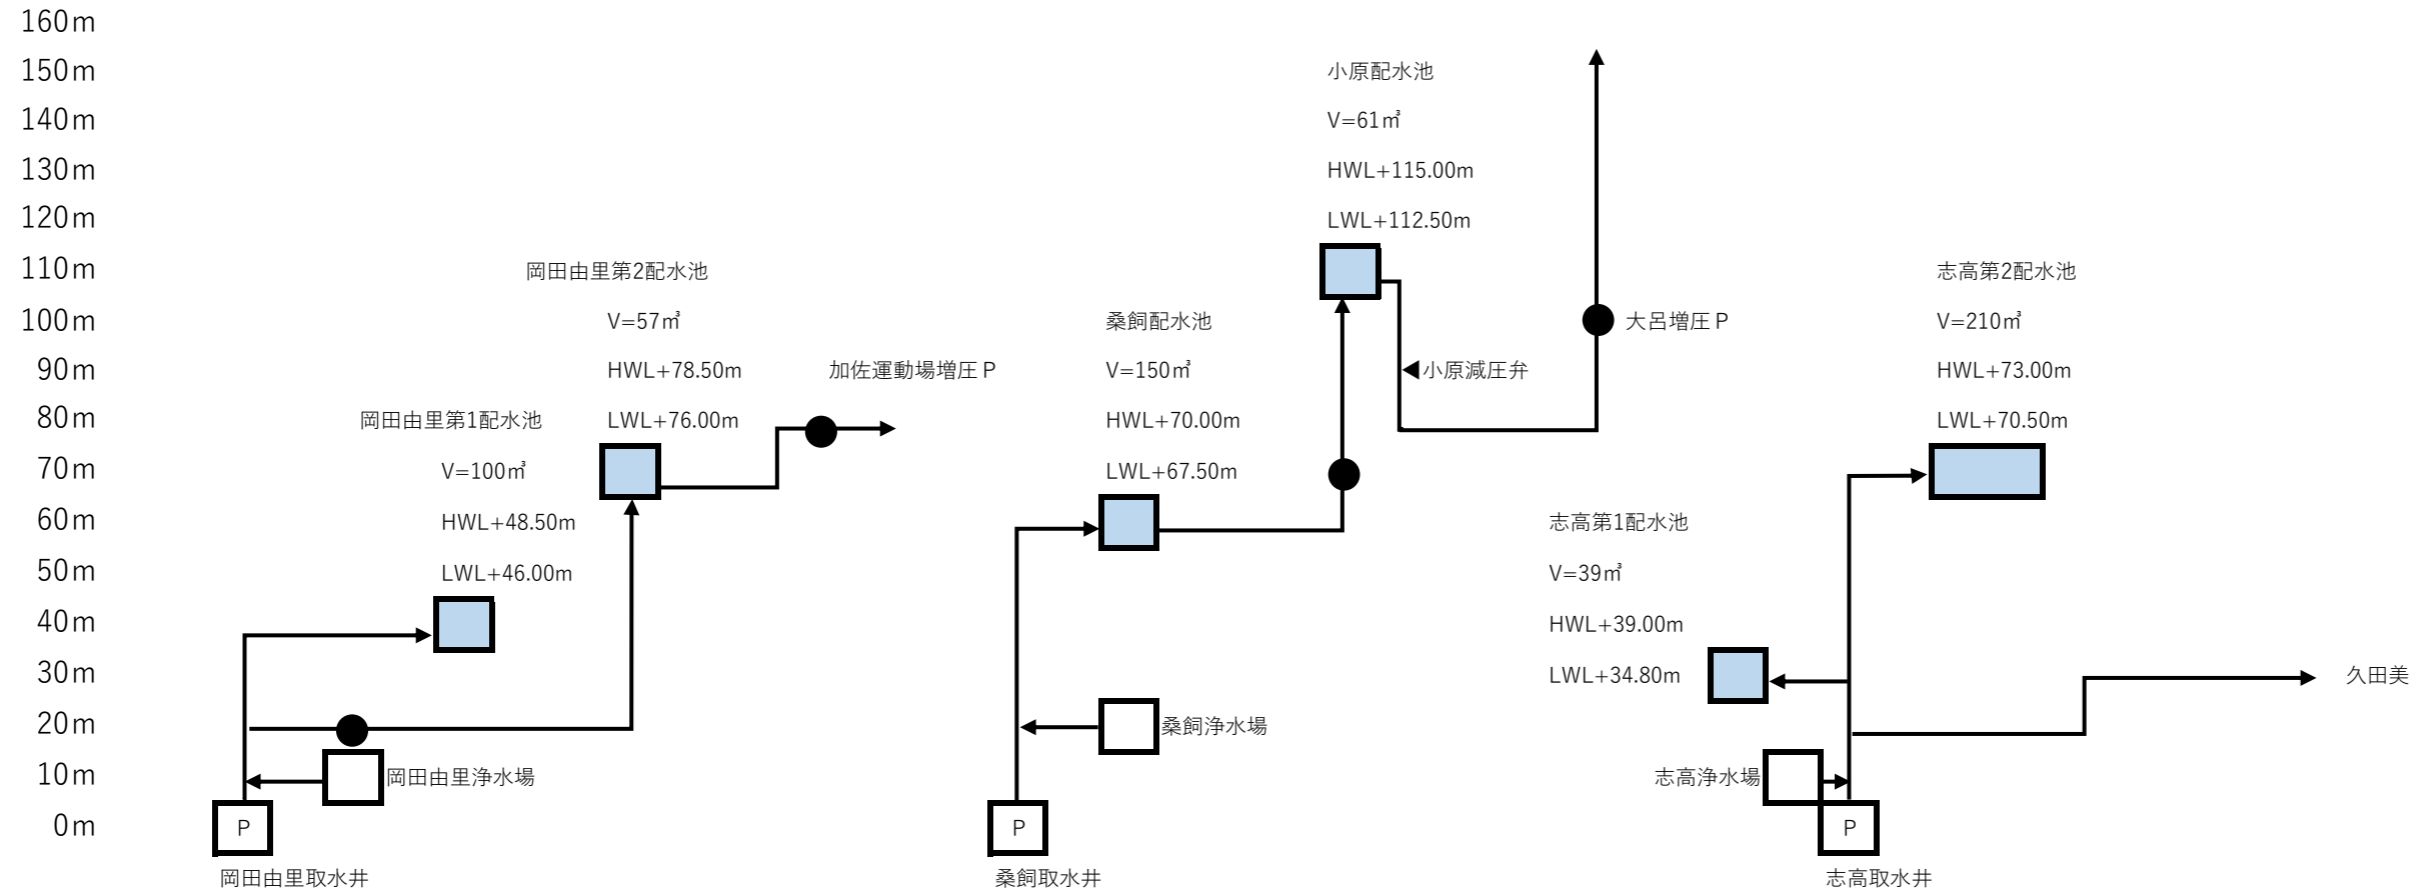 160m
150m
140m
130m
120m
110m
100m
90m
80m
70m
60m
50m
40m
30m
20m
10m
0m
岡田由里第1配水池
V=100㎥
HWL+48.50m
LWL+46.00m
岡田由里第2配水池
V=57㎥
HWL+78.50m
LWL+76.00m
加佐運動場増圧P
岡田由里浄水場
P
岡田由里取水井
桑飼配水池
V=150㎥
HWL+70.00m
LWL+67.50m
小原配水池
V=61㎥
HWL+115.00m
LWL+112.50m
小原減圧弁
大呂増圧P
桑飼浄水場
P
桑飼取水井
志高第1配水池
V=39㎥
HWL+39.00m
LWL+34.80m
志高第2配水池
V=210㎥
HWL+73.00m
LWL+70.50m
久田美
志高浄水場
P
志高取水井